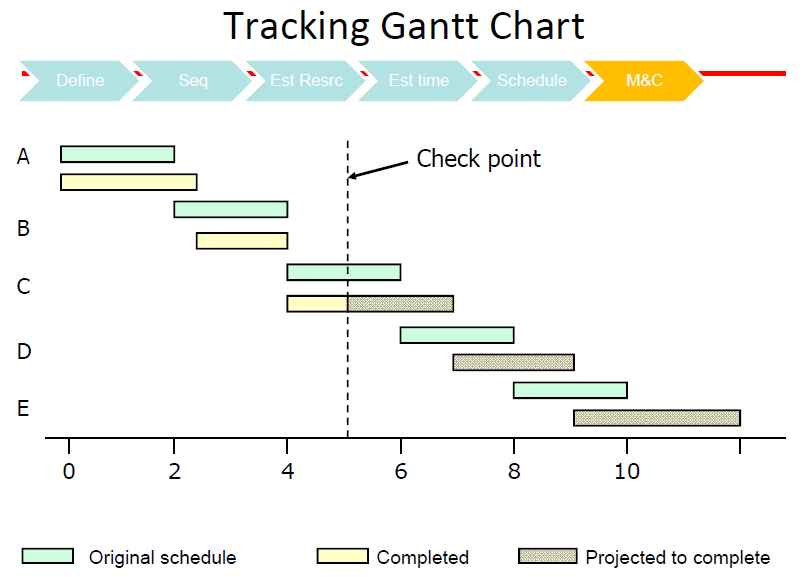 Tracking Gantt Chart
Define Seq Est Resrc Est time Schedule M&C
A
Check point
B
C
D
E
0 2 4 6 8 10
Original schedule Completed Projected to complete